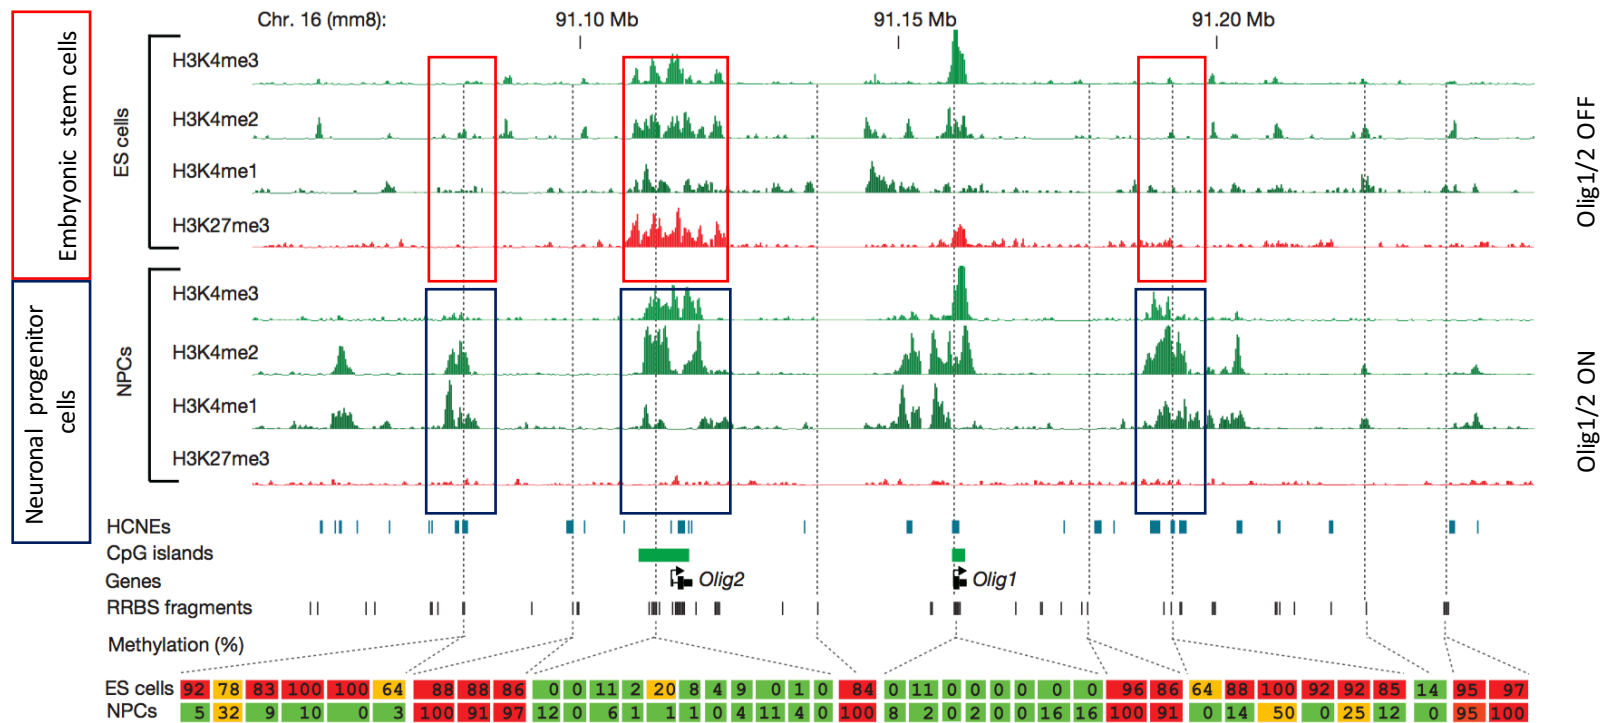 Chr. 16 (mm8): 91.10 Mb 91.15 Mb 91.20 Mb
Embryonic stem cells
ES cells
H3K4me3
H3K4me2
H3K4me1
H3K27me3
Olig1/2 OFF
Neuronal progenitor
cells
NPCs
H3K4me3
H3K4me2
H3K4me1
H3K27me3
Olig1/2 ON
HCNEs
CpG islands
Genes Olig2 Olig1
RRBS fragments
Methylation (%)
ES cells 92 78 83 100 100 64 88 88 86 0 0 11 2 20 8 4 9 0 1 0 84 0 11 0 0 0 0 0 0 96 86 64 88 100 92 92 85 14 95 97
NPCs 5 32 9 10 0 3 100 91 97 12 0 6 1 1 1 0 4 11 4 0 100 8 2 0 2 0 0 16 16 100 91 0 14 50 0 25 12 0 95 100